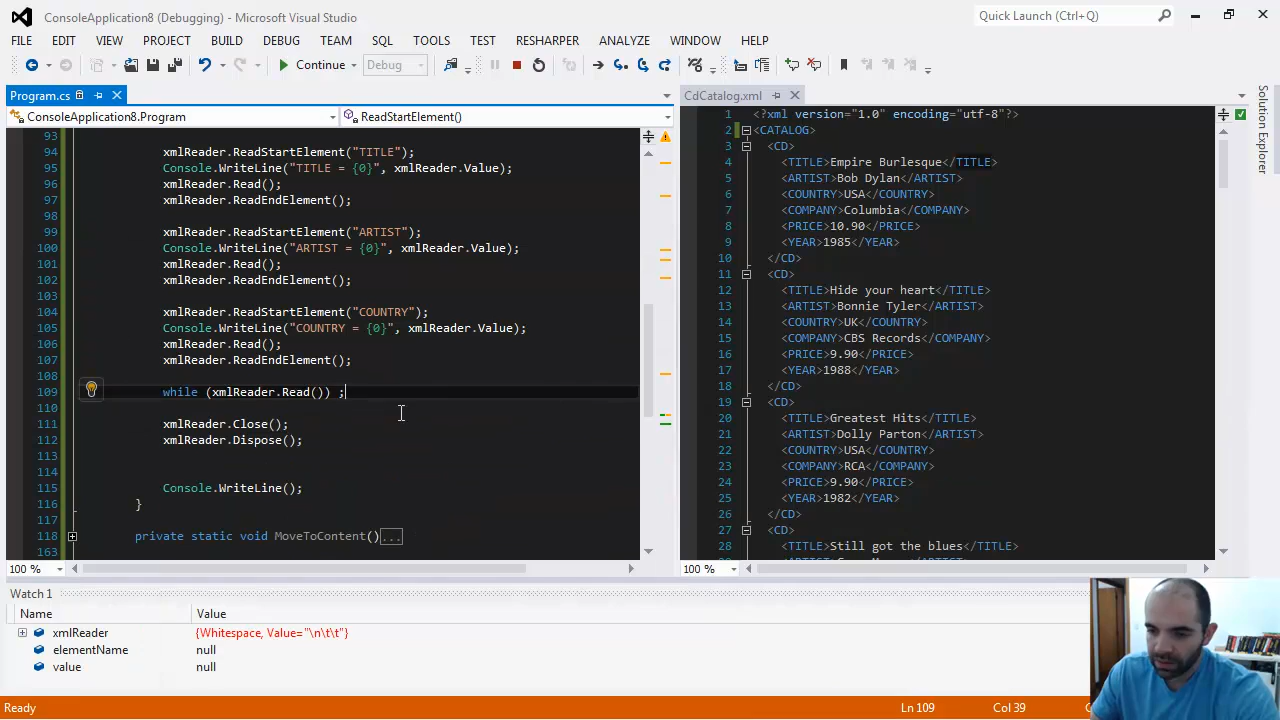 ConsoleApplication8 (Debugging) - Microsoft Visual Studio
Quick Launch (Ctrl+Q)
FILE EDIT VIEW PROJECT BUILD DEBUG TEAM SQL TOOLS TEST RESHARPER ANALYZE WINDOW HELP
Continue Debug
Program.cs
ConsoleApplication8.Program ReadStartElement()
93
94 xmlReader.ReadStartElement("TITLE");
95 Console.WriteLine("TITLE = {0}", xmlReader.Value);
96 xmlReader.Read();
97 xmlReader.ReadEndElement();
98
99 xmlReader.ReadStartElement("ARTIST");
100 Console.WriteLine("ARTIST = {0}", xmlReader.Value);
101 xmlReader.Read();
102 xmlReader.ReadEndElement();
103
104 xmlReader.ReadStartElement("COUNTRY");
105 Console.WriteLine("COUNTRY = {0}", xmlReader.Value);
106 xmlReader.Read();
107 xmlReader.ReadEndElement();
108
109 while (xmlReader.Read()) ;
110
111 xmlReader.Close();
112 xmlReader.Dispose();
113
114
115 Console.WriteLine();
116 }
117
118 private static void MoveToContent()...
163
100 %
CdCatalog.xml
1 <?xml version="1.0" encoding="utf-8"?>
2 <CATALOG>
3 <CD>
4 <TITLE>Empire Burlesque</TITLE>
5 <ARTIST>Bob Dylan</ARTIST>
6 <COUNTRY>USA</COUNTRY>
7 <COMPANY>Columbia</COMPANY>
8 <PRICE>10.90</PRICE>
9 <YEAR>1985</YEAR>
10 </CD>
11 <CD>
12 <TITLE>Hide your heart</TITLE>
13 <ARTIST>Bonnie Tyler</ARTIST>
14 <COUNTRY>UK</COUNTRY>
15 <COMPANY>CBS Records</COMPANY>
16 <PRICE>9.90</PRICE>
17 <YEAR>1988</YEAR>
18 </CD>
19 <CD>
20 <TITLE>Greatest Hits</TITLE>
21 <ARTIST>Dolly Parton</ARTIST>
22 <COUNTRY>USA</COUNTRY>
23 <COMPANY>RCA</COMPANY>
24 <PRICE>9.90</PRICE>
25 <YEAR>1982</YEAR>
26 </CD>
27 <CD>
28 <TITLE>Still got the blues</TITLE>
100 %
Solution Explorer
Watch 1
Name Value
xmlReader {Whitespace, Value="\n\t\t"}
elementName null
value null
Ready Ln 109 Col 39